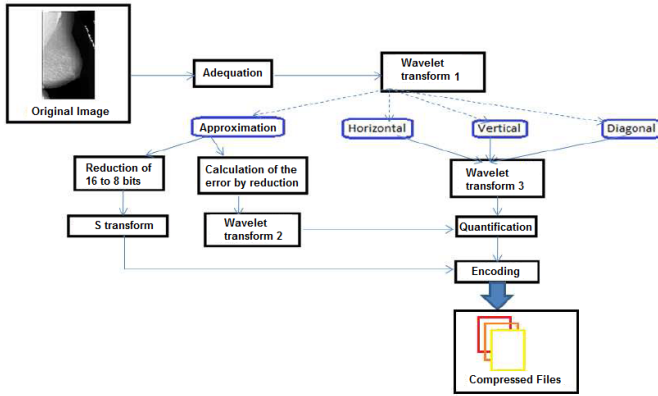 Original Image
Adequation
Wavelet
transform 1
Approximation
Horizontal
Vertical
Diagonal
Reduction of
16 to 8 bits
Calculation of the
error by reduction
Wavelet
transform 3
S transform
Wavelet
transform 2
Quantification
Encoding
Compressed Files